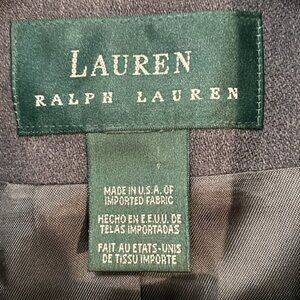 LAUREN
RALPH LAUREN
MADE IN U.S.A. OF
IMPORTED FABRIC
HECHO EN E.E.U.U. DE
TELAS IMPORTADAS
FAIT AU ETATS-UNIS
DE TISSU IMPORTE